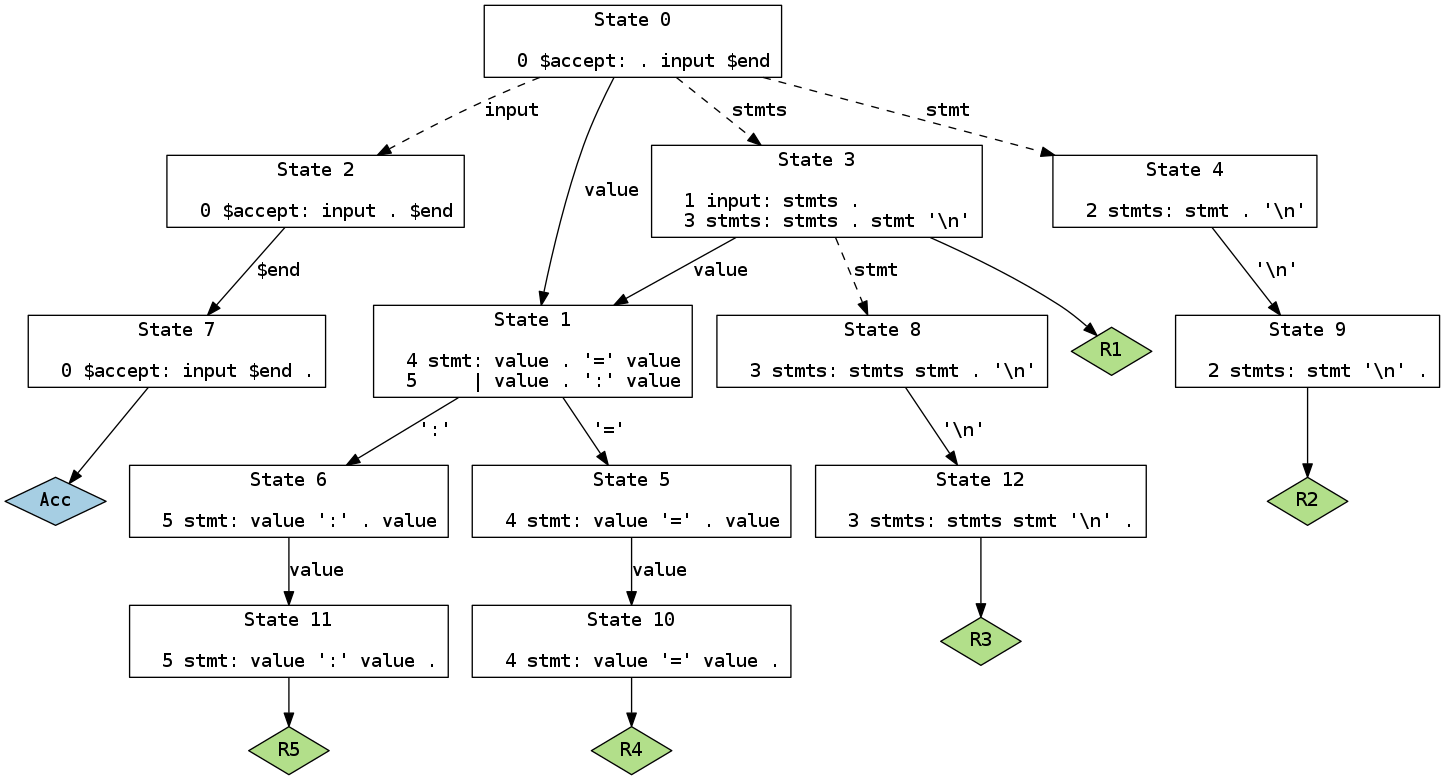 State 0
0 $accept: . input $end
input
stmts
stmt
value
State 2
0 $accept: input . $end
State 3
1 input: stmts .
3 stmts: stmts . stmt '\n'
State 4
2 stmts: stmt . '\n'
$end
value
stmt
'\n'
State 7
0 $accept: input $end .
State 1
4 stmt: value . '=' value
5     | value . ':' value
State 8
3 stmts: stmts stmt . '\n'
R1
State 9
2 stmts: stmt '\n' .
':'
'='
'\n'
Acc
State 6
5 stmt: value ':' . value
State 5
4 stmt: value '=' . value
State 12
3 stmts: stmts stmt '\n' .
R2
value
value
State 11
5 stmt: value ':' value .
State 10
4 stmt: value '=' value .
R3
R5
R4